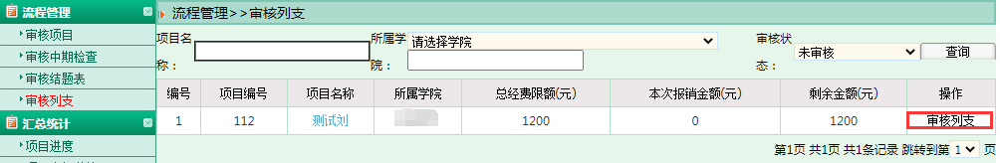 流程管理
审核项目
审核中期检查
审核结题表
审核列支
汇总统计
项目进度
流程管理>>审核列支
项目名称：
所属学院：
请选择学院
审核状态：
未审核
查询
编号 项目编号 项目名称 所属学院 总经费限额(元) 本次报销金额(元) 剩余金额(元) 操作
1 112 测试刘 1200 0 1200 审核列支
第1页 共1页 共1条记录 跳转到第 1 页